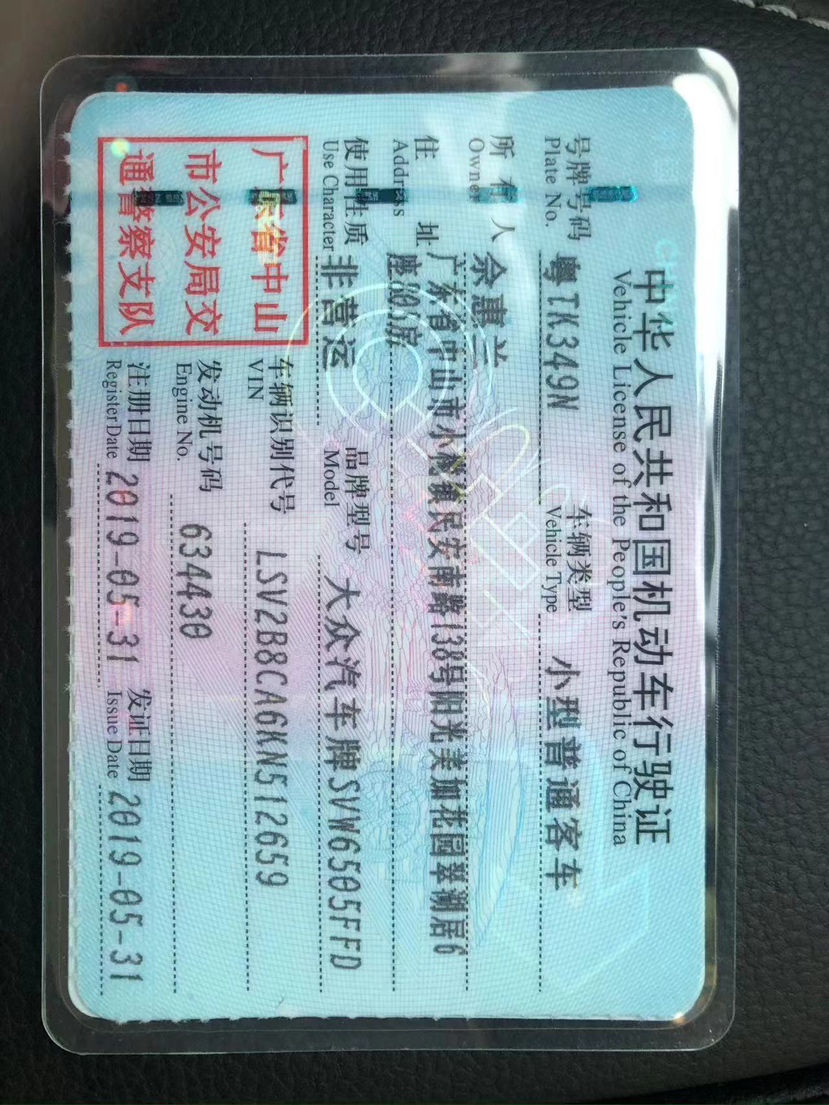 中华人民共和国机动车行驶证
Vehicle License of the People's Republic of China
号牌号码 粤TK349N 车辆类型 小型普通客车
Plate No. Vehicle Type
所有人 余惠兰
Owner
住址 广东省中山市小榄镇民安南路138号阳光美加花园翠湖居6
Address 座805房
使用性质 非营运 品牌型号 大众汽车牌SVW6505FFD
Use Character Model
广东省中山
市公安局交
通警察支队
车辆识别代号 LSV2B8CA6KN512659
VIN
发动机号码 634430
Engine No.
注册日期 2019-05-31 发证日期 2019-05-31
Register Date Issue Date